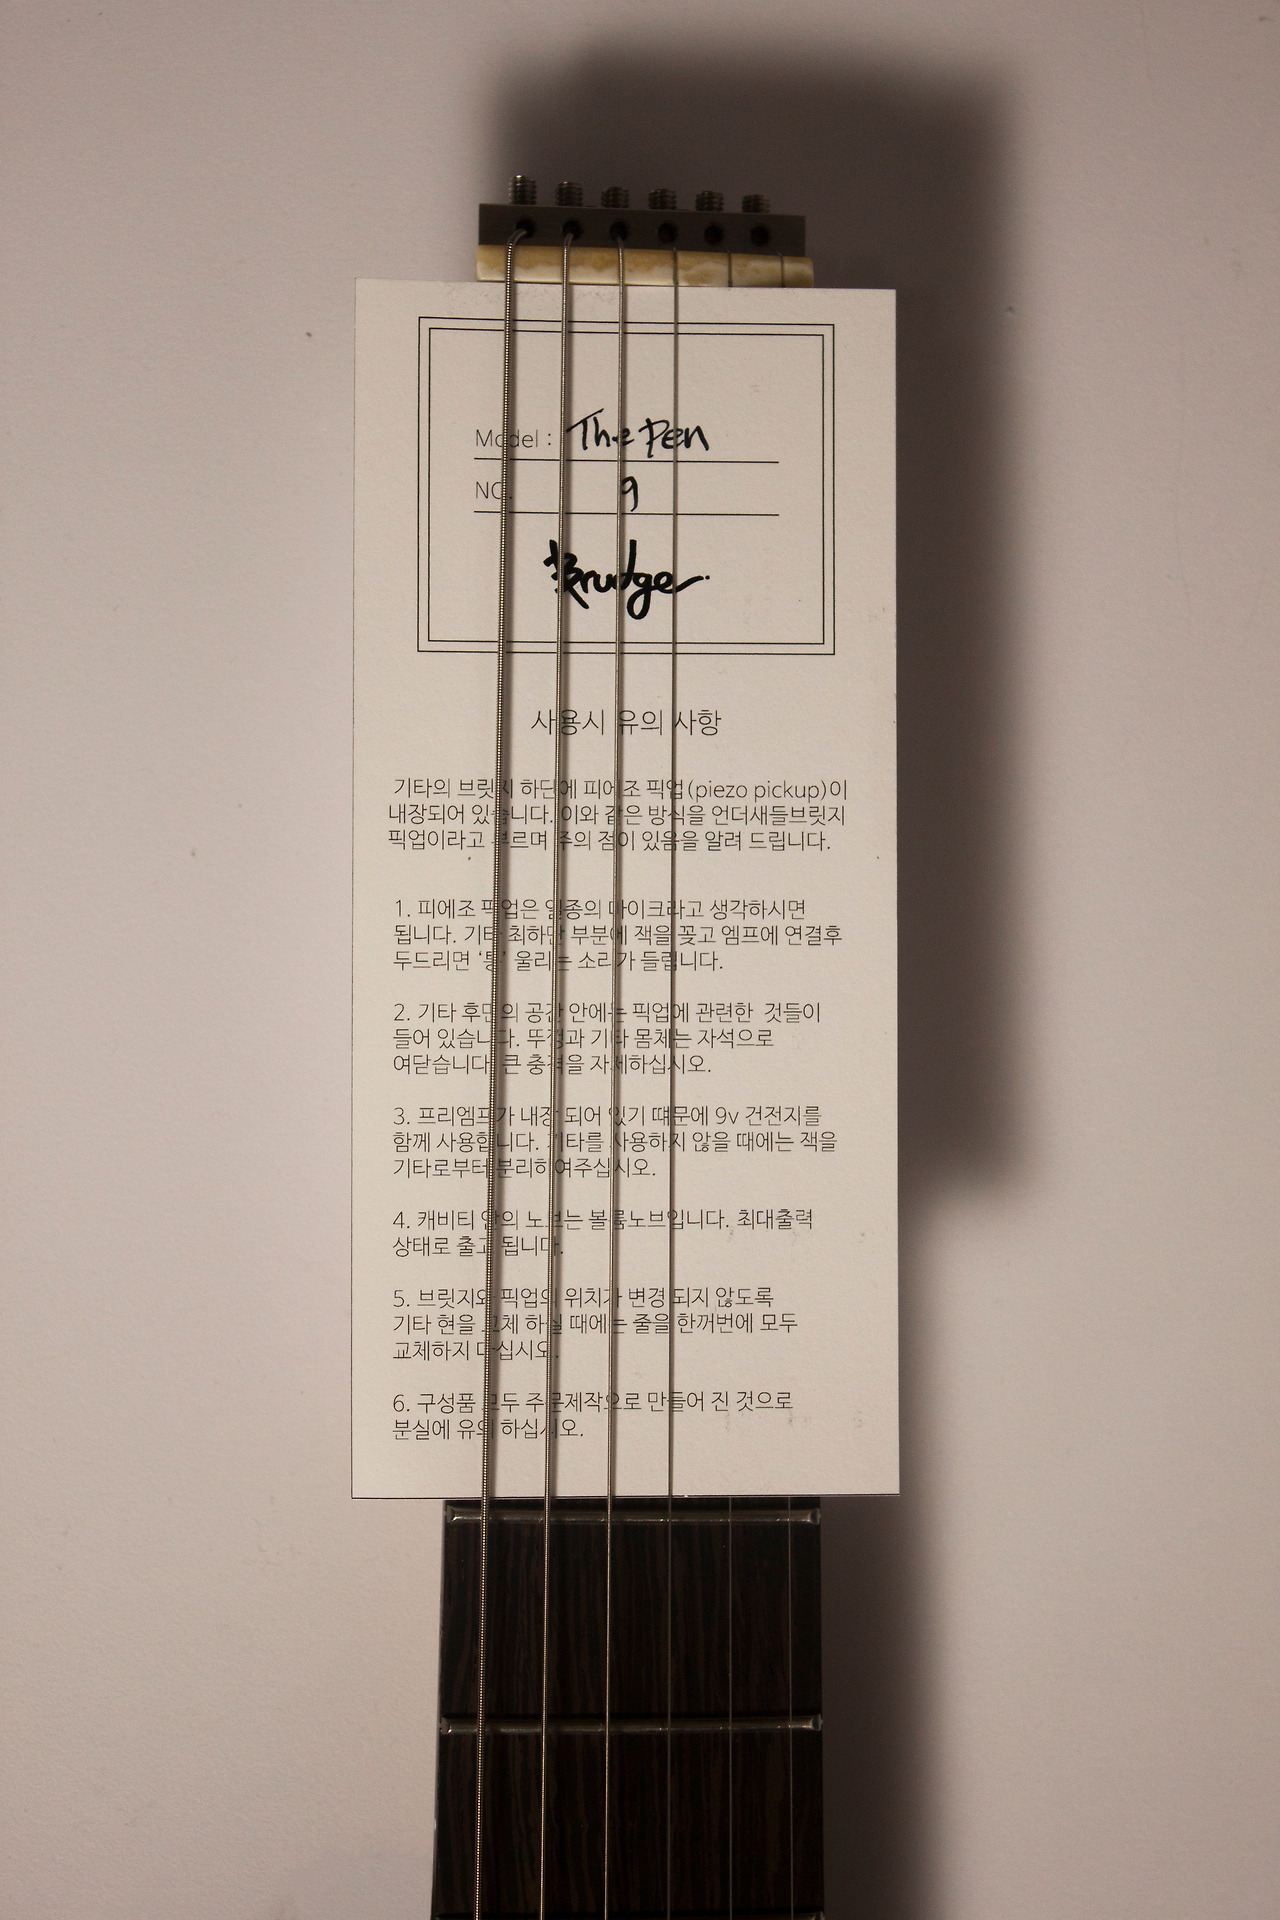 Model : The Pen
NO. 9
Brudge
사용시 유의 사항
기타의 브릿지 하단에 피에조 픽업(piezo pickup)이
내장되어 있습니다. 이와 같은 방식을 언더새들브릿지
픽업이라고 부르며 주의 점이 있음을 알려 드립니다.
1. 피에조 픽업은 일종의 마이크라고 생각하시면
됩니다. 기타 최하단 부분에 잭을 꽂고 엠프에 연결후
두드리면 ‘통’ 울리는 소리가 들립니다.
2. 기타 후면의 공간 안에는 픽업에 관련한 것들이
들어 있습니다. 뚜껑과 기타 몸체는 자석으로
여닫습니다. 큰 충격을 자제하십시오.
3. 프리엠프가 내장 되어 있기 떄문에 9v 건전지를
함께 사용합니다. 기타를 사용하지 않을 때에는 잭을
기타로부터 분리하여주십시오.
4. 캐비티 안의 노브는 볼륨노브입니다. 최대출력
상태로 출고 됩니다.
5. 브릿지와 픽업의 위치가 변경 되지 않도록
기타 현을 교체 하실 때에는 줄을 한꺼번에 모두
교체하지 마십시오.
6. 구성품 모두 주문제작으로 만들어 진 것으로
분실에 유의 하십시오.